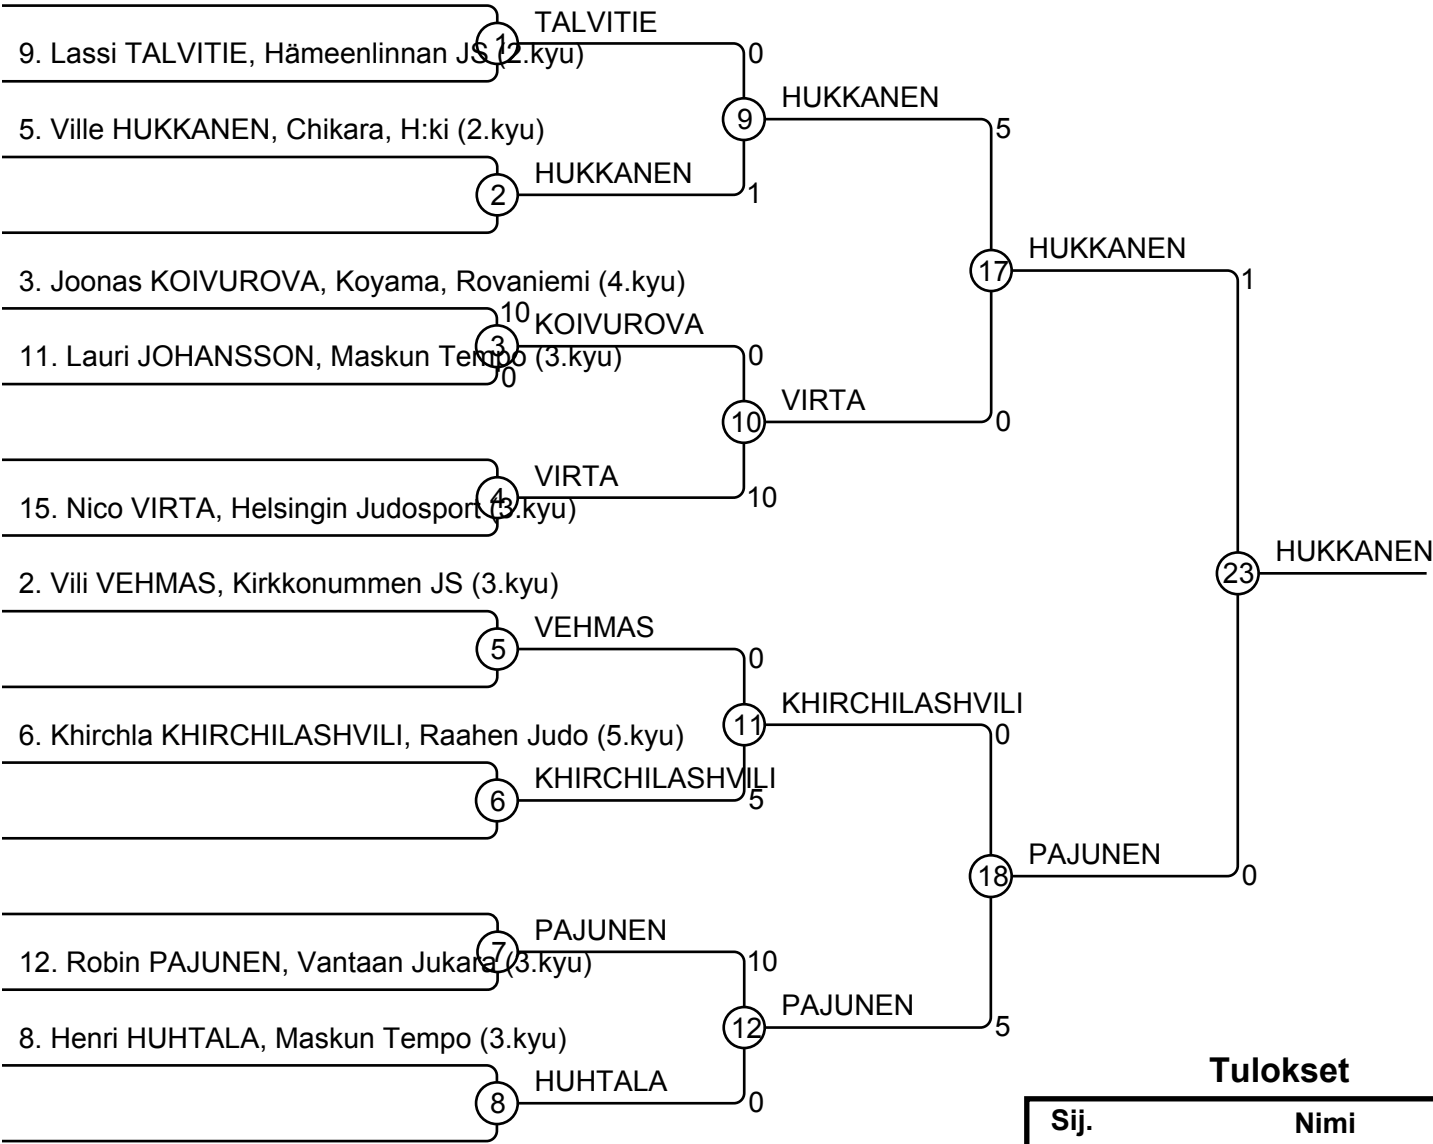 TALVITIE
1
9. Lassi TALVITIE, Hämeenlinnan JS (2.kyu)
0
HUKKANEN
9
5. Ville HUKKANEN, Chikara, H:ki (2.kyu)
5
HUKKANEN
2
1
HUKKANEN
17
1
3. Joonas KOIVUROVA, Koyama, Rovaniemi (4.kyu)
10
KOIVUROVA
3
11. Lauri JOHANSSON, Maskun Tempo (3.kyu)
0
0
VIRTA
10
0
VIRTA
4
10
15. Nico VIRTA, Helsingin Judosport (3.kyu)
HUKKANEN
23
2. Vili VEHMAS, Kirkkonummen JS (3.kyu)
VEHMAS
5
0
KHIRCHILASHVILI
11
0
6. Khirchla KHIRCHILASHVILI, Raahen Judo (5.kyu)
KHIRCHILASHVILI
6
5
PAJUNEN
18
0
PAJUNEN
7
12. Robin PAJUNEN, Vantaan Jukara (3.kyu)
10
PAJUNEN
12
5
8. Henri HUHTALA, Maskun Tempo (3.kyu)
HUHTALA
8
0
Tulokset
Sij. Nimi